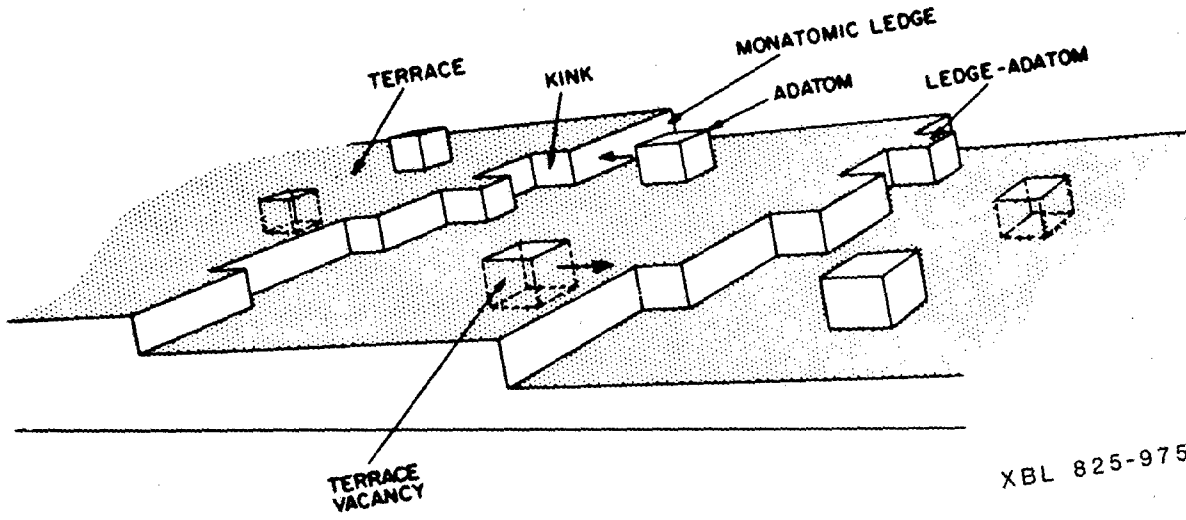 MONATOMIC LEDGE
TERRACE
KINK
ADATOM
LEDGE-ADATOM
TERRACE
VACANCY
XBL 825-975